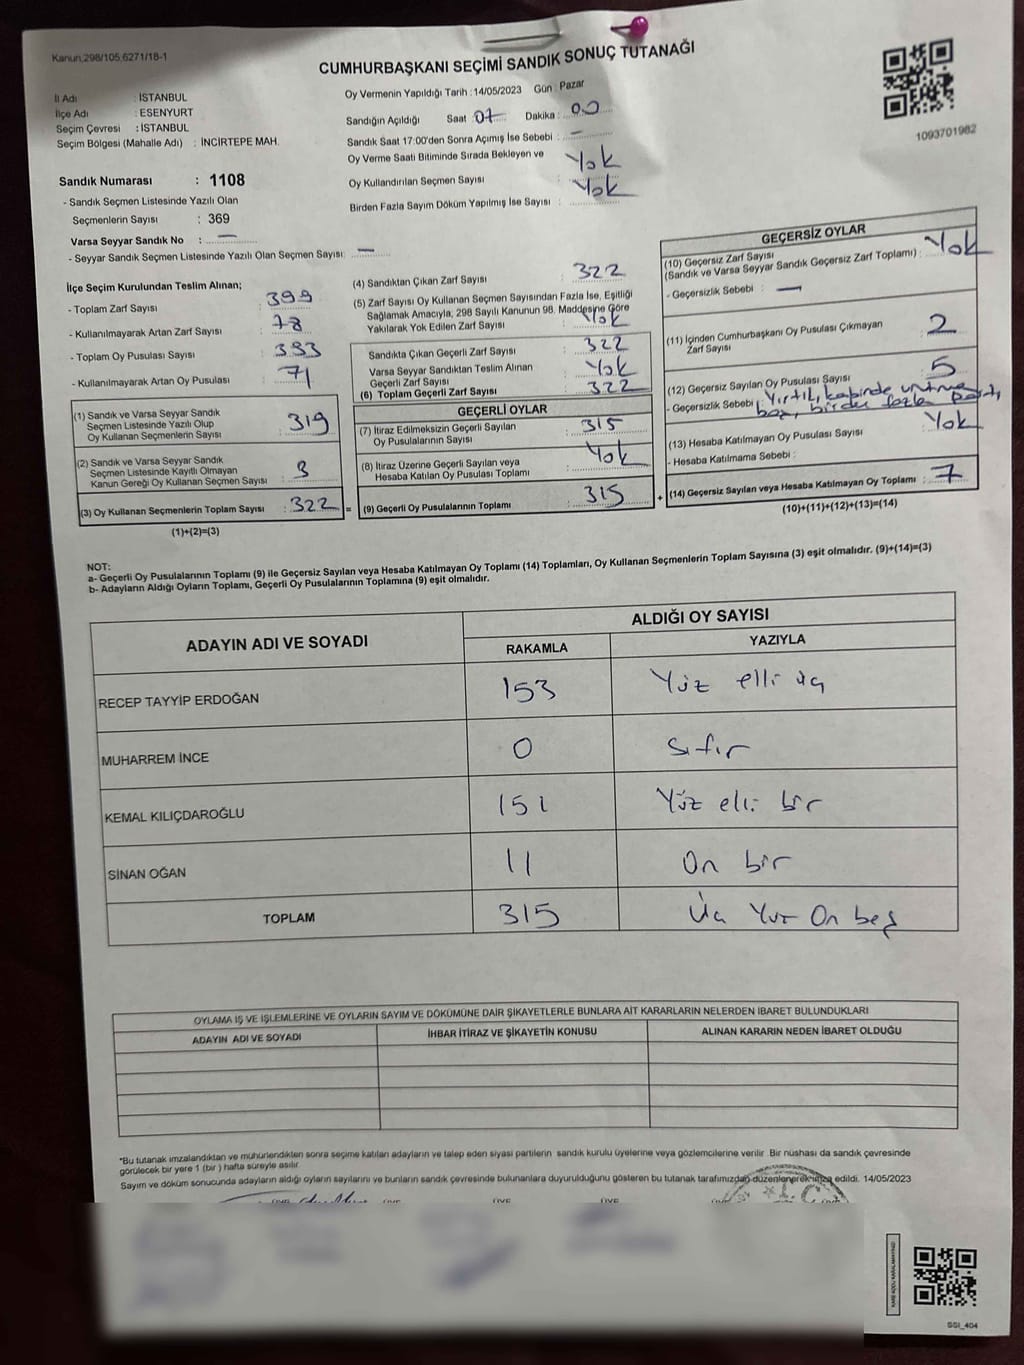 Kanun,298/105,6271/18-1
CUMHURBAŞKANI SEÇİMİ SANDIK SONUÇ TUTANAĞI
İl Adı : İSTANBUL
İlçe Adı : ESENYURT
Seçim Çevresi : İSTANBUL
Seçim Bölgesi (Mahalle Adı) : İNCİRTEPE MAH.
Oy Vermenin Yapıldığı Tarih :14/05/2023 Gün : Pazar
Sandığın Açıldığı Saat : 07 Dakika : 00
Sandık Saat 17:00'den Sonra Açımış İse Sebebi : —
Oy Verme Saati Bitiminde Sırada Bekleyen ve
Oy Kullandırılan Seçmen Sayısı : Yok
Birden Fazla Sayım Döküm Yapılmış İse Sayısı : Yok
1093701982
Sandık Numarası : 1108
- Sandık Seçmen Listesinde Yazılı Olan
Seçmenlerin Sayısı : 369
Varsa Seyyar Sandık No : —
- Seyyar Sandık Seçmen Listesinde Yazılı Olan Seçmen Sayısı: —
İlçe Seçim Kurulundan Teslim Alınan;
- Toplam Zarf Sayısı : 399
- Kullanılmayarak Artan Zarf Sayısı : 78
- Toplam Oy Pusulası Sayısı : 393
- Kullanılmayarak Artan Oy Pusulası : 71
(1) Sandık ve Varsa Seyyar Sandık
Seçmen Listesinde Yazılı Olup
Oy Kullanan Seçmenlerin Sayısı : 319
(2) Sandık ve Varsa Seyyar Sandık
Seçmen Listesinde Kayıtlı Olmayan
Kanun Gereği Oy Kullanan Seçmen Sayısı : 3
(3) Oy Kullanan Seçmenlerin Toplam Sayısı : 322
(1)+(2)=(3)
(4) Sandıktan Çıkan Zarf Sayısı : 322
(5) Zarf Sayısı Oy Kullanan Seçmen Sayısından Fazla İse, Eşitliği
Sağlamak Amacıyla, 298 Sayılı Kanunun 98. Maddesine Göre
Yakılarak Yok Edilen Zarf Sayısı : Yok
Sandıkta Çıkan Geçerli Zarf Sayısı : 322
Varsa Seyyar Sandıktan Teslim Alınan
Geçerli Zarf Sayısı : Yok
(6) Toplam Geçerli Zarf Sayısı : 322
GEÇERLİ OYLAR
(7) İtiraz Edilmeksizin Geçerli Sayılan
Oy Pusulalarının Sayısı : 315
(8) İtiraz Üzerine Geçerli Sayılan veya
Hesaba Katılan Oy Pusulası Toplamı : Yok
= (9) Geçerli Oy Pusulalarının Toplamı : 315 +
GEÇERSİZ OYLAR
(10) Geçersiz Zarf Sayısı
(Sandık ve Varsa Seyyar Sandık Geçersiz Zarf Toplamı) : Yok
- Geçersizlik Sebebi : —
(11) İçinden Cumhurbaşkanı Oy Pusulası Çıkmayan
Zarf Sayısı : 2
(12) Geçersiz Sayılan Oy Pusulası Sayısı : 5
- Geçersizlik Sebebi : Yırtık, kabinde unutma
boş, birden fazla
(13) Hesaba Katılmayan Oy Pusulası Sayısı : Yok
- Hesaba Katılmama Sebebi :
(14) Geçersiz Sayılan veya Hesaba Katılmayan Oy Toplamı : 7
(10)+(11)+(12)+(13)=(14)
NOT:
a- Geçerli Oy Pusulalarının Toplamı (9) ile Geçersiz Sayılan veya Hesaba Katılmayan Oy Toplamı (14) Toplamları, Oy Kullanan Seçmenlerin Toplam Sayısına (3) eşit olmalıdır. (9)+(14)=(3)
b- Adayların Aldığı Oyların Toplamı, Geçerli Oy Pusulalarının Toplamına (9) eşit olmalıdır.
ADAYIN ADI VE SOYADI ALDIĞI OY SAYISI
RAKAMLA YAZIYLA
RECEP TAYYİP ERDOĞAN 153 Yüz elli üç
MUHARREM İNCE 0 Sıfır
KEMAL KILIÇDAROĞLU 151 Yüz elli bir
SİNAN OĞAN 11 On bir
TOPLAM 315 Üç Yüz On beş
OYLAMA İŞ VE İŞLEMLERİNE VE OYLARIN SAYIM VE DÖKÜMÜNE DAİR ŞİKAYETLERLE BUNLARA AİT KARARLARIN NELERDEN İBARET BULUNDUKLARI
ADAYIN ADI VE SOYADI İHBAR İTİRAZ VE ŞİKAYETİN KONUSU ALINAN KARARIN NEDEN İBARET OLDUĞU
*Bu tutanak imzalandıktan ve mühürlendikten sonra seçime katılan adayların ve talep eden siyasi partilerin sandık kurulu üyelerine veya gözlemcilerine verilir. Bir nüshası da sandık çevresinde
görülecek bir yere 1 (bir) hafta süreyle asılır.
Sayım ve döküm sonucunda adayların aldığı oyların sayılarını ve bunların sandık çevresinde bulunanlara duyurulduğunu gösteren bu tutanak tarafımızdan düzenlenerek imza edildi. 14/05/2023
T.C.
SSI_404